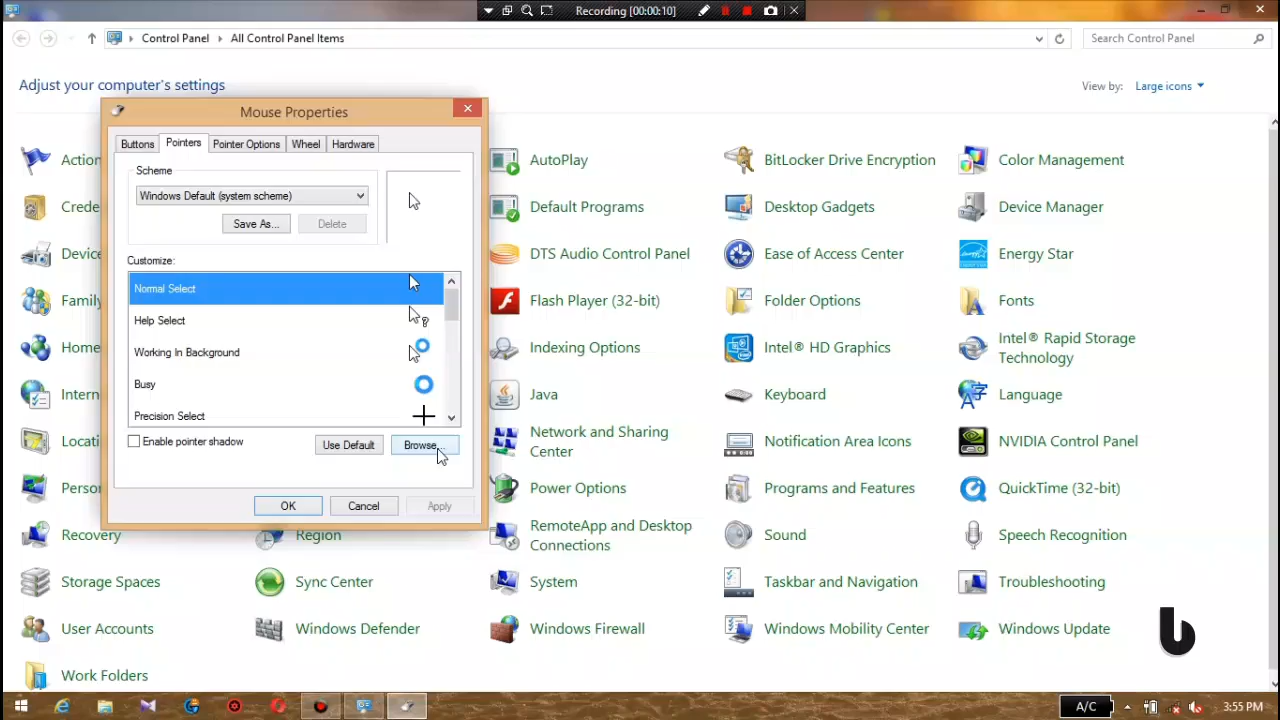 Recording [00:00:10]
Control Panel
All Control Panel Items
Search Control Panel
Adjust your computer's settings
View by:
Large icons
Mouse Properties
Buttons
Pointers
Pointer Options
Wheel
Hardware
Scheme
Windows Default (system scheme)
Save As...
Delete
Customize:
Normal Select
Help Select
Working In Background
Busy
Precision Select
Enable pointer shadow
Use Default
Browse...
OK
Cancel
Apply
Action
AutoPlay
BitLocker Drive Encryption
Color Management
Crede
Default Programs
Desktop Gadgets
Device Manager
Device
DTS Audio Control Panel
Ease of Access Center
Energy Star
Family
Flash Player (32-bit)
Folder Options
Fonts
Home
Indexing Options
Intel® HD Graphics
Intel® Rapid Storage
Technology
Intern
Java
Keyboard
Language
Locati
Network and Sharing
Center
Notification Area Icons
NVIDIA Control Panel
Person
Power Options
Programs and Features
QuickTime (32-bit)
Recovery
Region
RemoteApp and Desktop
Connections
Sound
Speech Recognition
Storage Spaces
Sync Center
System
Taskbar and Navigation
Troubleshooting
User Accounts
Windows Defender
Windows Firewall
Windows Mobility Center
Windows Update
Work Folders
A/C
3:55 PM